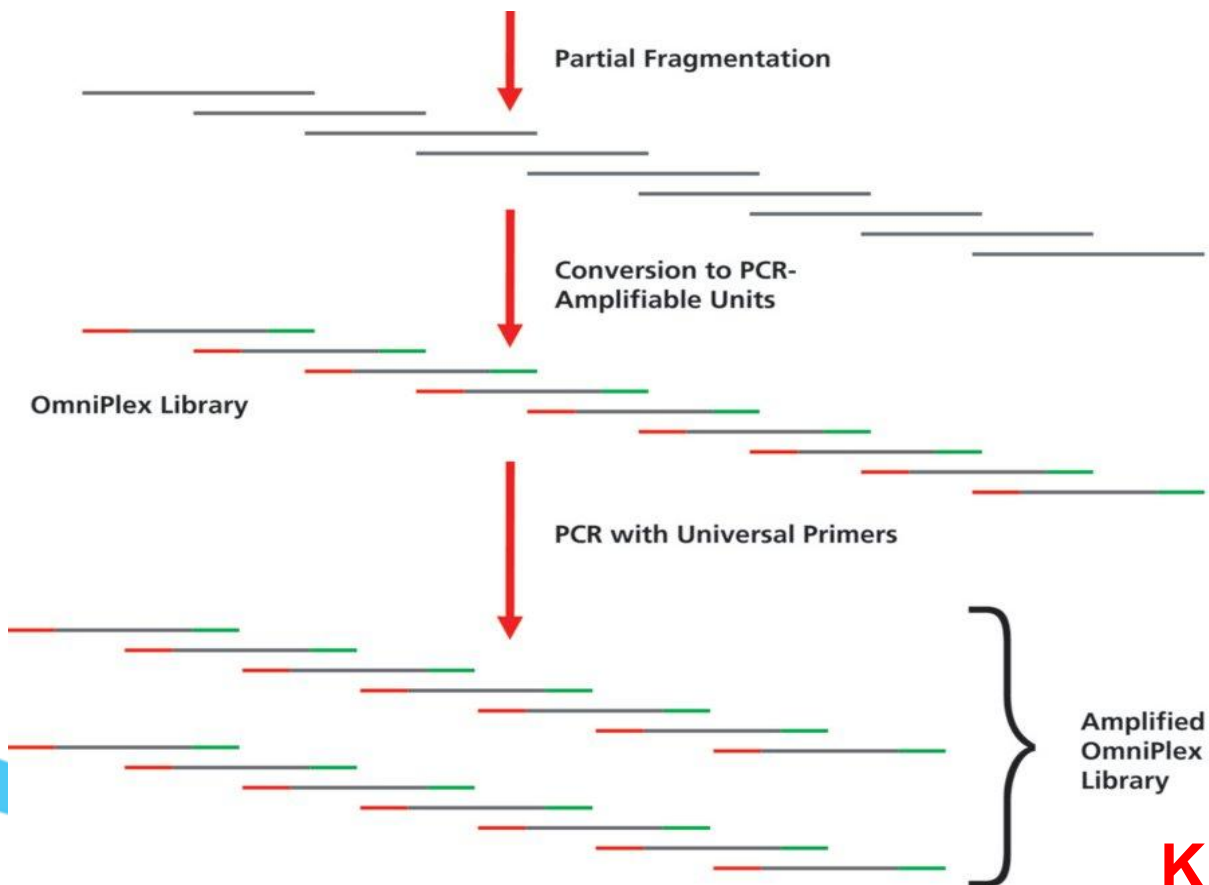 Partial Fragmentation
Conversion to PCR-
Amplifiable Units
OmniPlex Library
PCR with Universal Primers
Amplified
OmniPlex
Library
K